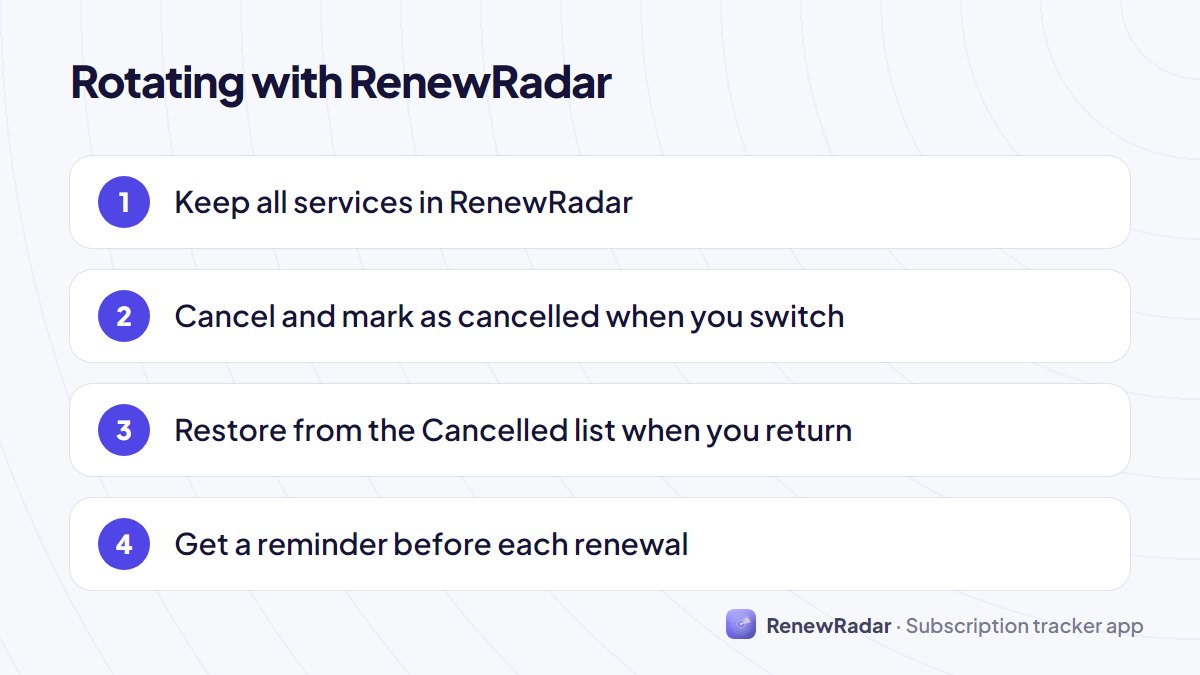 Rotating with RenewRadar
1 Keep all services in RenewRadar
2 Cancel and mark as cancelled when you switch
3 Restore from the Cancelled list when you return
4 Get a reminder before each renewal
RenewRadar · Subscription tracker app